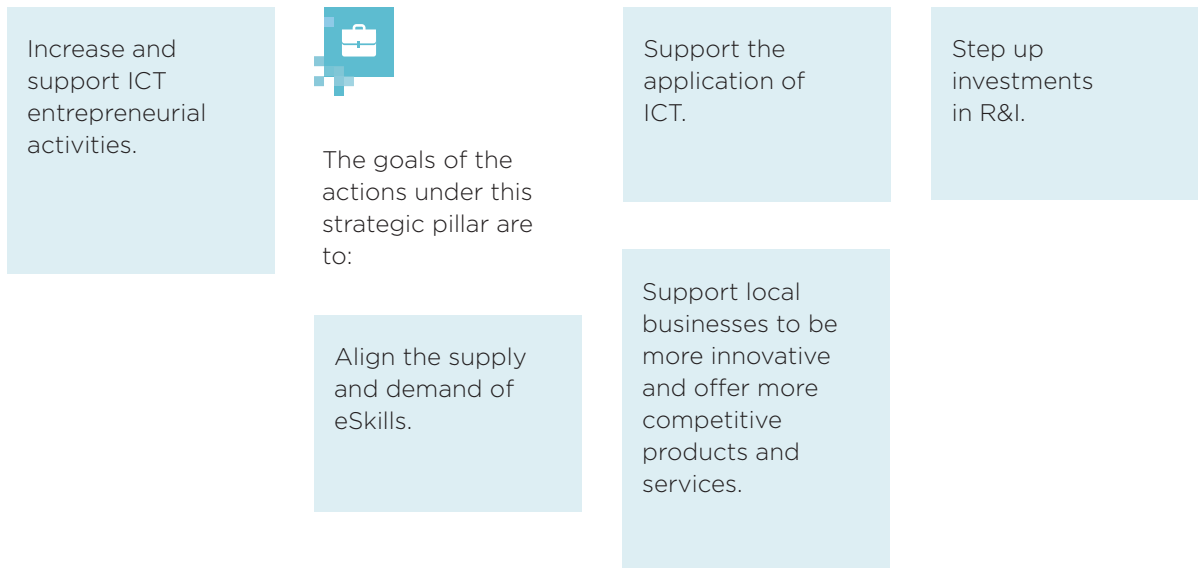 Increase and
support ICT
entrepreneurial
activities.
The goals of the
actions under this
strategic pillar are
to:
Align the supply
and demand of
eSkills.
Support the
application of
ICT.
Support local
businesses to be
more innovative
and offer more
competitive
products and
services.
Step up
investments
in R&I.